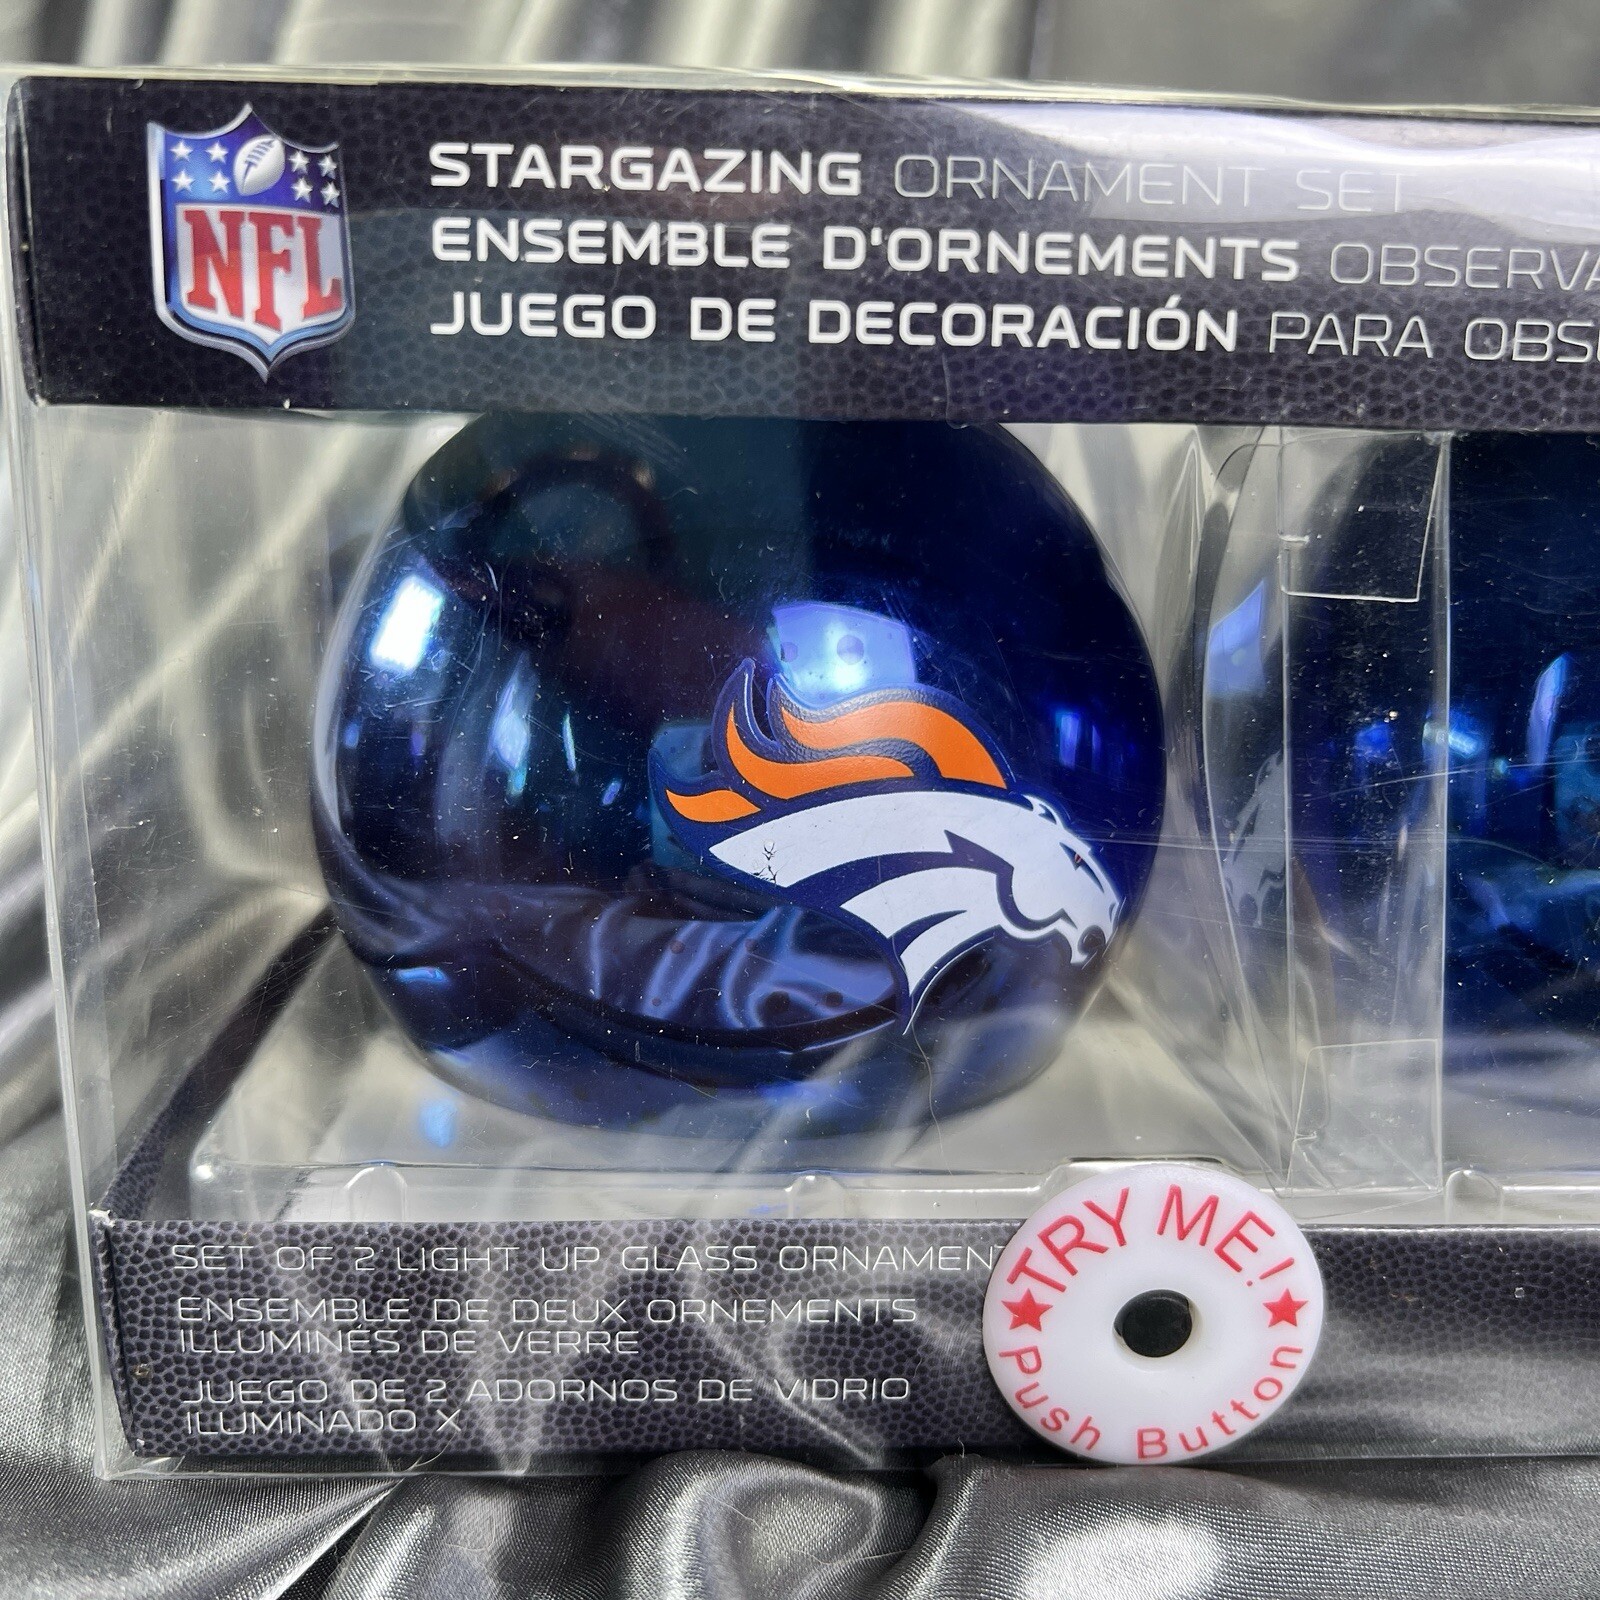 NFL
STARGAZING ORNAMENT SET
ENSEMBLE D'ORNEMENTS
JUEGO DE DECORACIÓN PARA
SET OF 2 LIGHT UP GLASS
ENSEMBLE DE DEUX ORNEMENTS
ILLUMINÉS DE VERRE
JUEGO DE 2 ADORNOS DE VIDRIO
ILUMINADO X
★TRY ME!★
Push Button